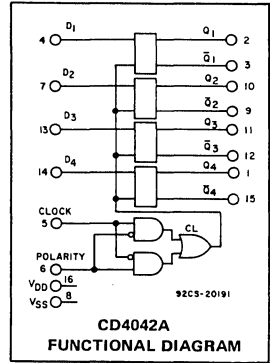 4 D1 Q1 2
Q̅1 3
7 D2 Q2 10
Q̅2 9
13 D3 Q3 11
Q̅3 12
14 D4 Q4 1
Q̅4 15
CLOCK
5 CL
POLARITY
6
VDD 16
VSS 8
92CS-20191
CD4042A
FUNCTIONAL DIAGRAM